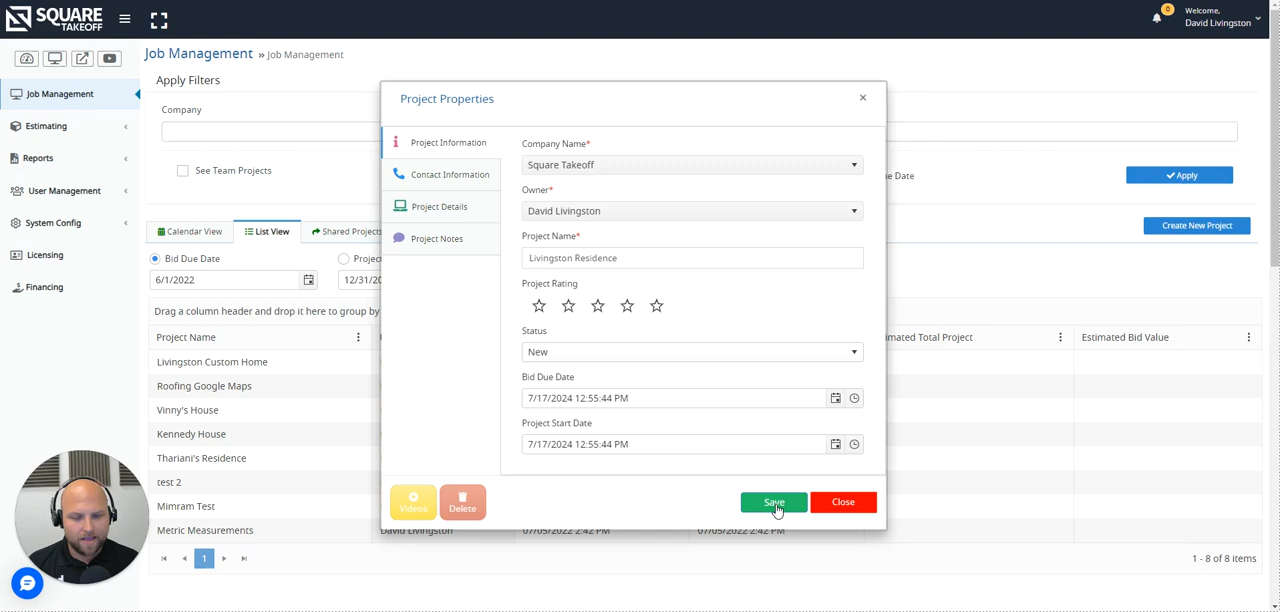 SQUARE
TAKEOFF
0
Welcome,
David Livingston
Job Management » Job Management
Job Management
Estimating
Reports
User Management
System Config
Licensing
Financing
Apply Filters
Company
See Team Projects
e Date
Apply
Calendar View
List View
Shared Projects
Create New Project
Bid Due Date
Project
6/1/2022
12/31/20
Drag a column header and drop it here to group by
Project Name
imated Total Project
Estimated Bid Value
Livingston Custom Home
Roofing Google Maps
Vinny's House
Kennedy House
Thariani's Residence
test 2
Mimram Test
Metric Measurements David Livingston 07/05/2022 2:42 PM 07/05/2022 2:42 PM
1
1 - 8 of 8 items
Project Properties
×
Project Information
Contact Information
Project Details
Project Notes
Company Name*
Square Takeoff
Owner*
David Livingston
Project Name*
Livingston Residence
Project Rating
Status
New
Bid Due Date
7/17/2024 12:55:44 PM
Project Start Date
7/17/2024 12:55:44 PM
Videos
Delete
Save
Close